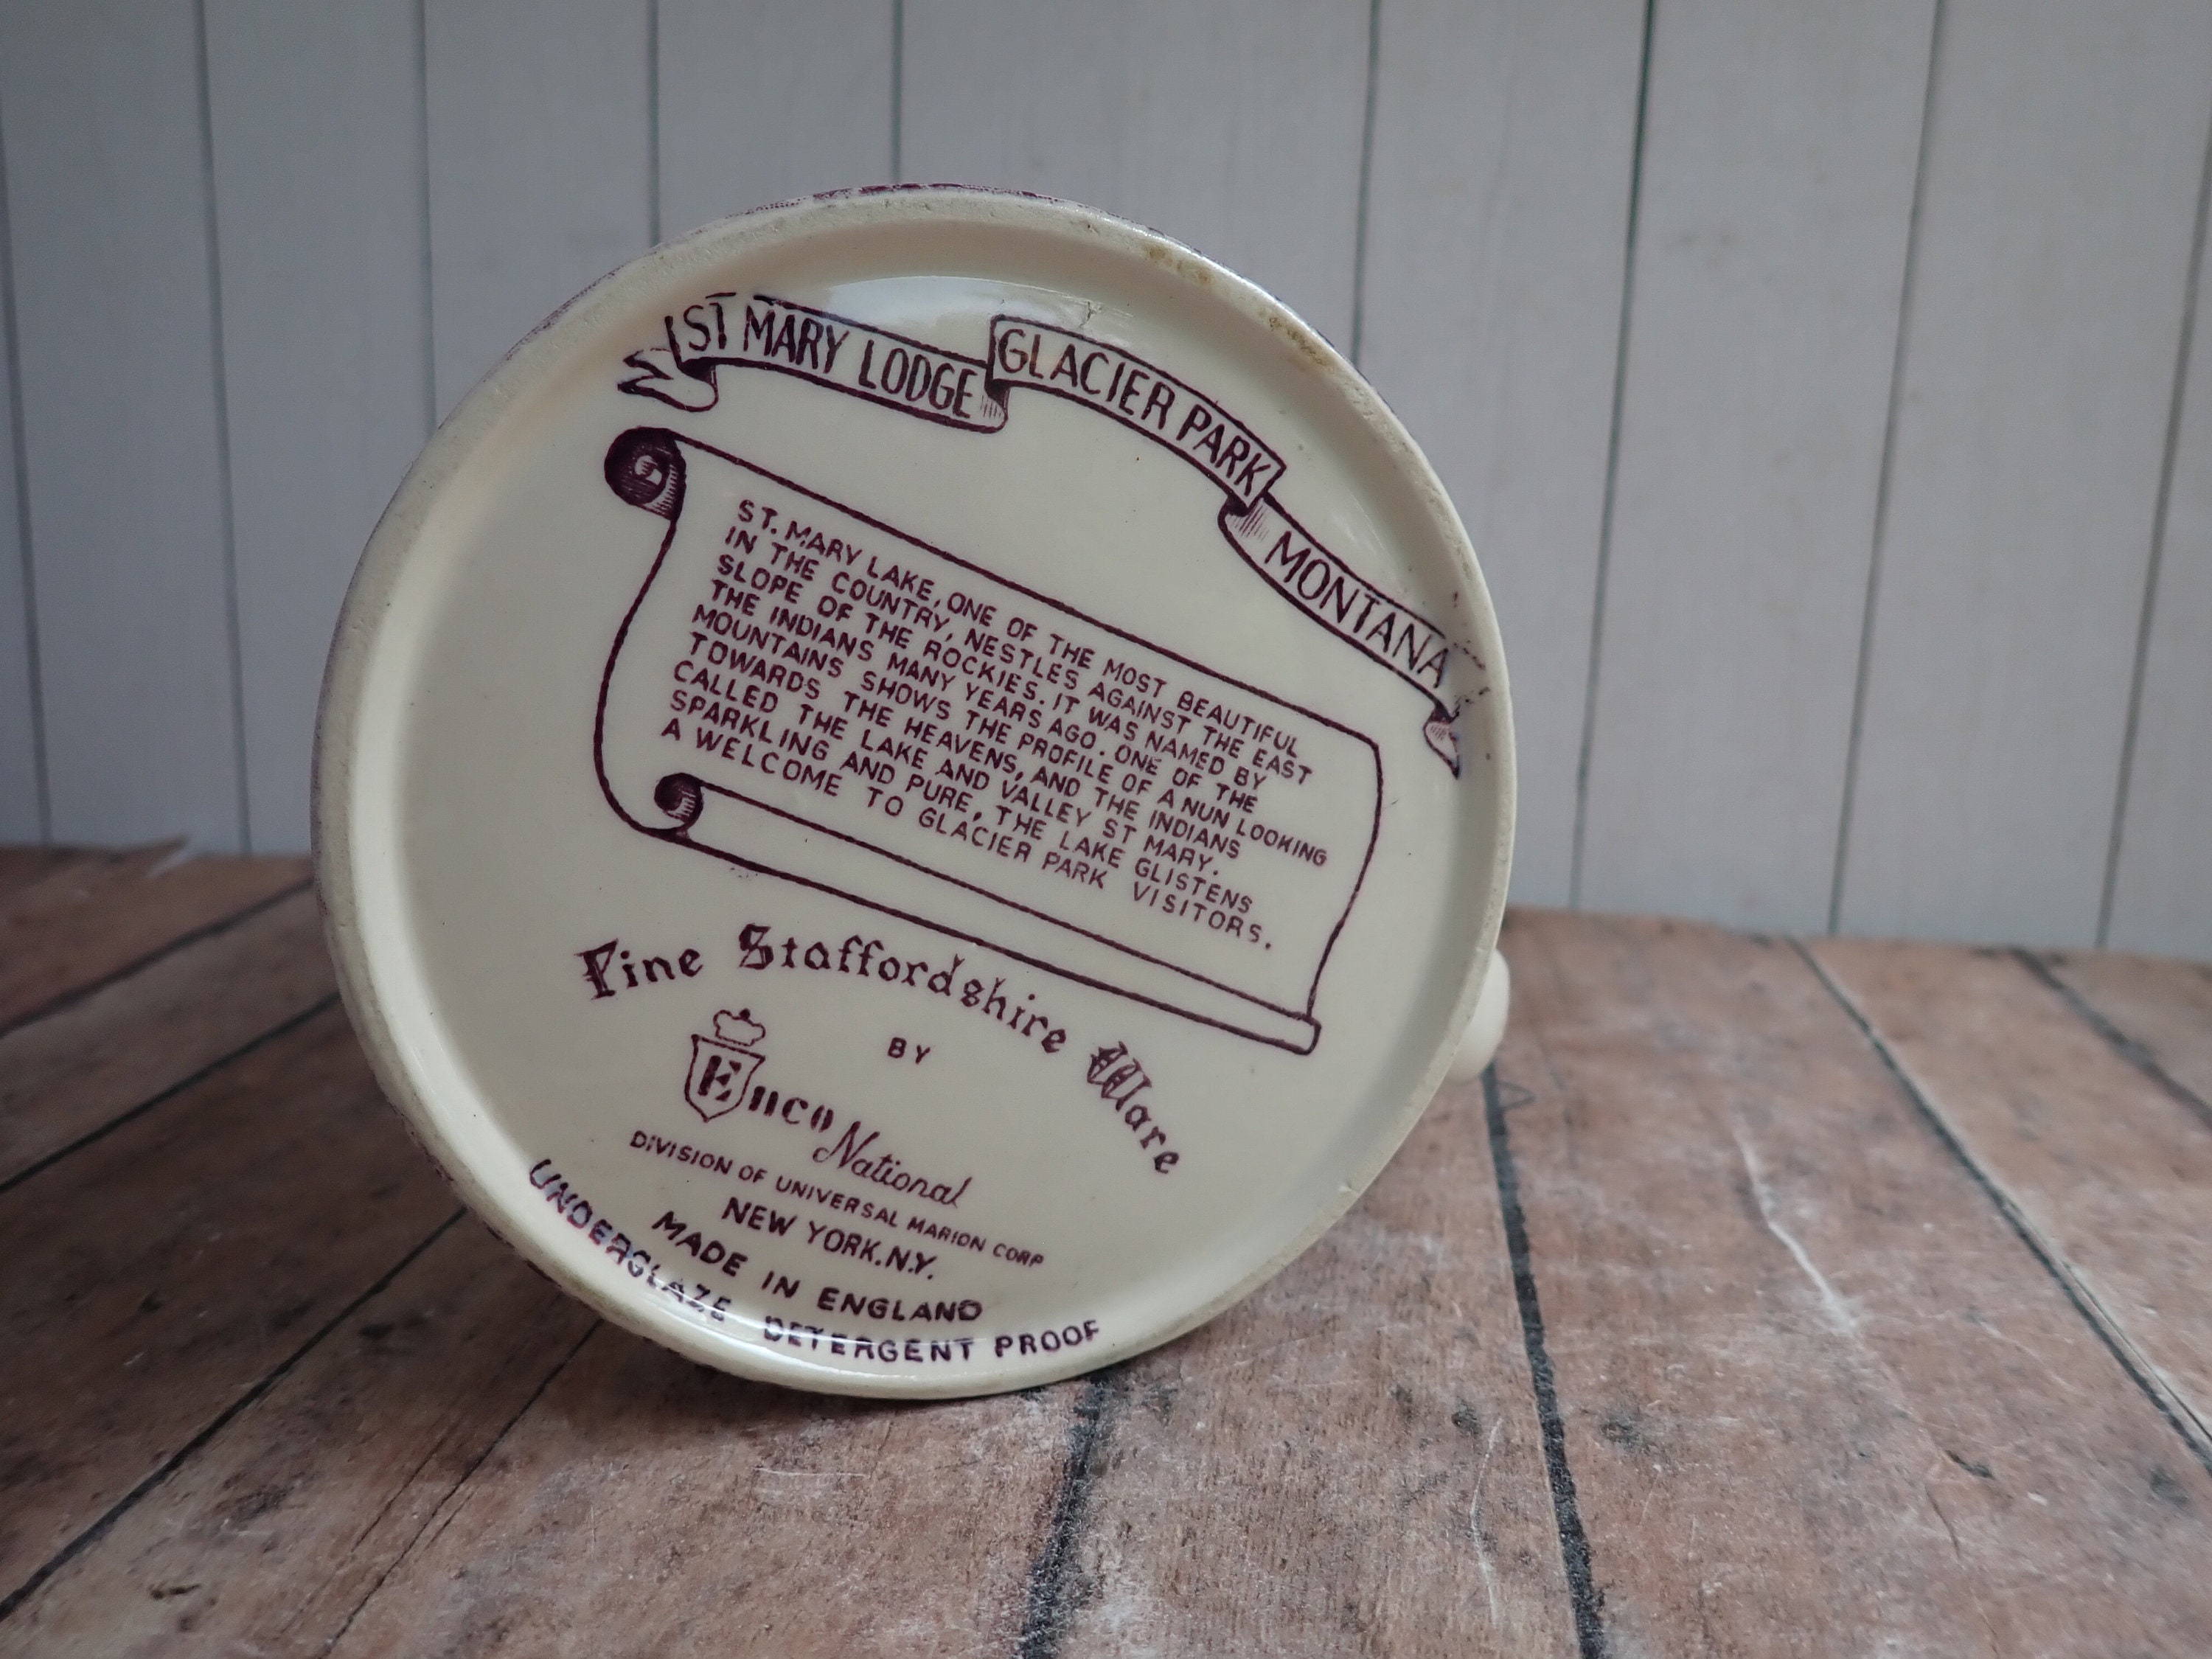 ST MARY LODGE GLACIER PARK MONTANA
ST. MARY LAKE, ONE OF THE MOST BEAUTIFUL
IN THE COUNTRY, NESTLES AGAINST THE EAST
SLOPE OF THE ROCKIES. IT WAS NAMED BY
THE INDIANS MANY YEARS AGO. ONE OF THE
MOUNTAINS SHOWS THE PROFILE OF A NUN LOOKING
TOWARDS THE HEAVENS, AND THE INDIANS
CALLED THE LAKE AND VALLEY ST MARY.
SPARKLING AND PURE, THE LAKE GLISTENS
A WELCOME TO GLACIER PARK VISITORS.
Fine Staffordshire Ware
BY
Enco National
DIVISION OF UNIVERSAL MARION CORP
NEW YORK.N.Y.
MADE IN ENGLAND
UNDERGLAZE DETERGENT PROOF